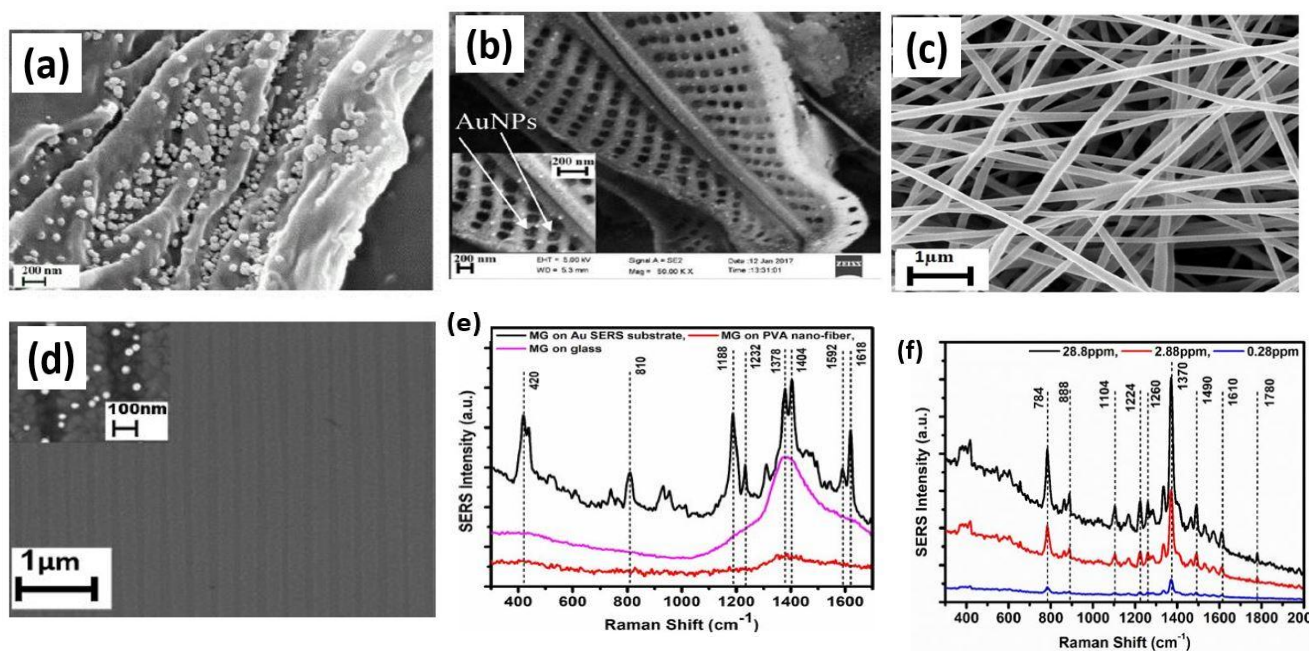 (a)
200 nm
(b)
AuNPs
200 nm
200 nm
EHT = 5.00 kV
WD = 5.3 mm
Signal A = SE2
Mag = 50.00 K X
Date :12 Jan 2017
Time :13:31:01
ZEISS
(c)
1μm
(d)
100nm
1μm
(e)
MG on Au SERS substrate, MG on PVA nano-fiber,
MG on glass
420
810
1188
1232
1378
1404
1592
1618
SERS Intensity (a.u.)
400 600 800 1000 1200 1400 1600
Raman Shift (cm-1)
(f)
28.8ppm, 2.88ppm, 0.28ppm
784
888
1104
1224
1260
1370
1490
1610
1780
SERS Intensity (a.u.)
400 600 800 1000 1200 1400 1600 1800 200
Raman Shift (cm-1)